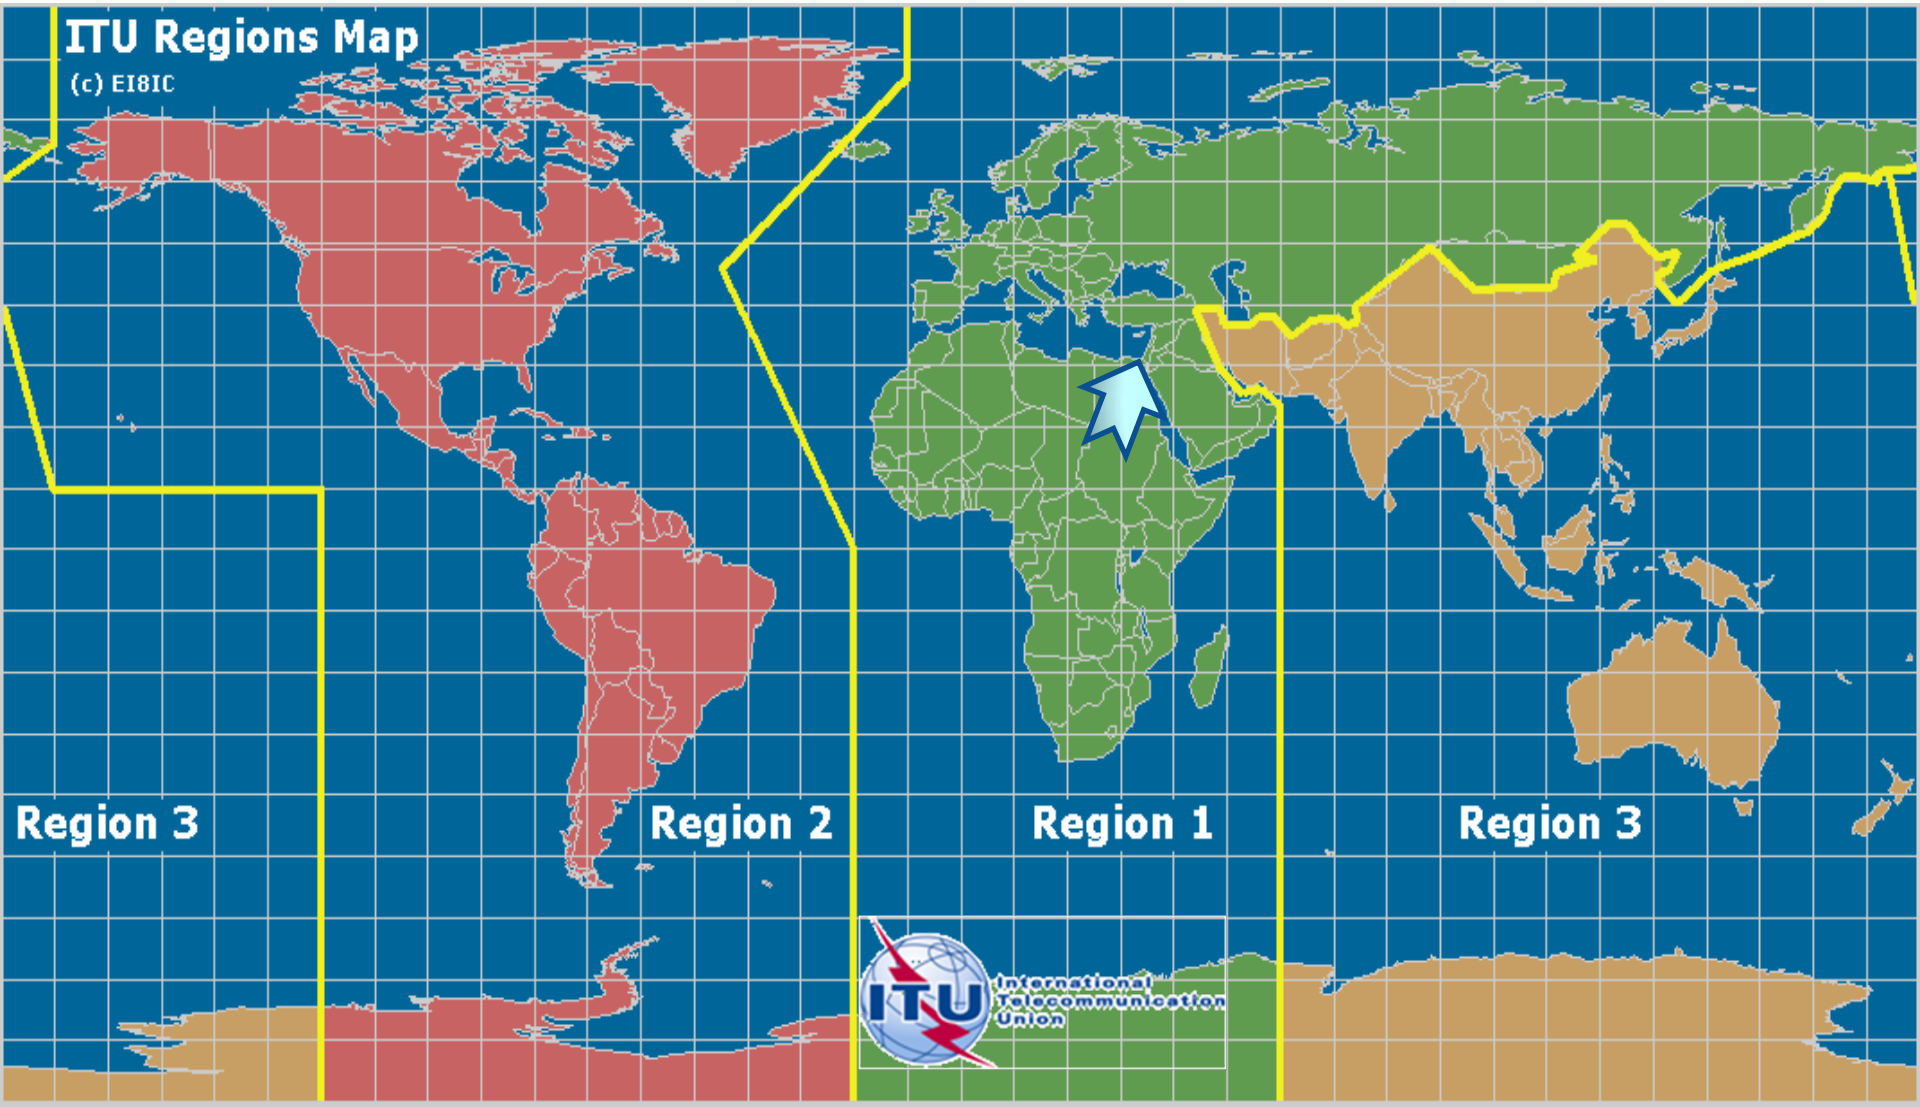 ITU Regions Map
(c) EI8IC
Region 3
Region 2
Region 1
Region 3
ITU
International
Telecommunication
Union